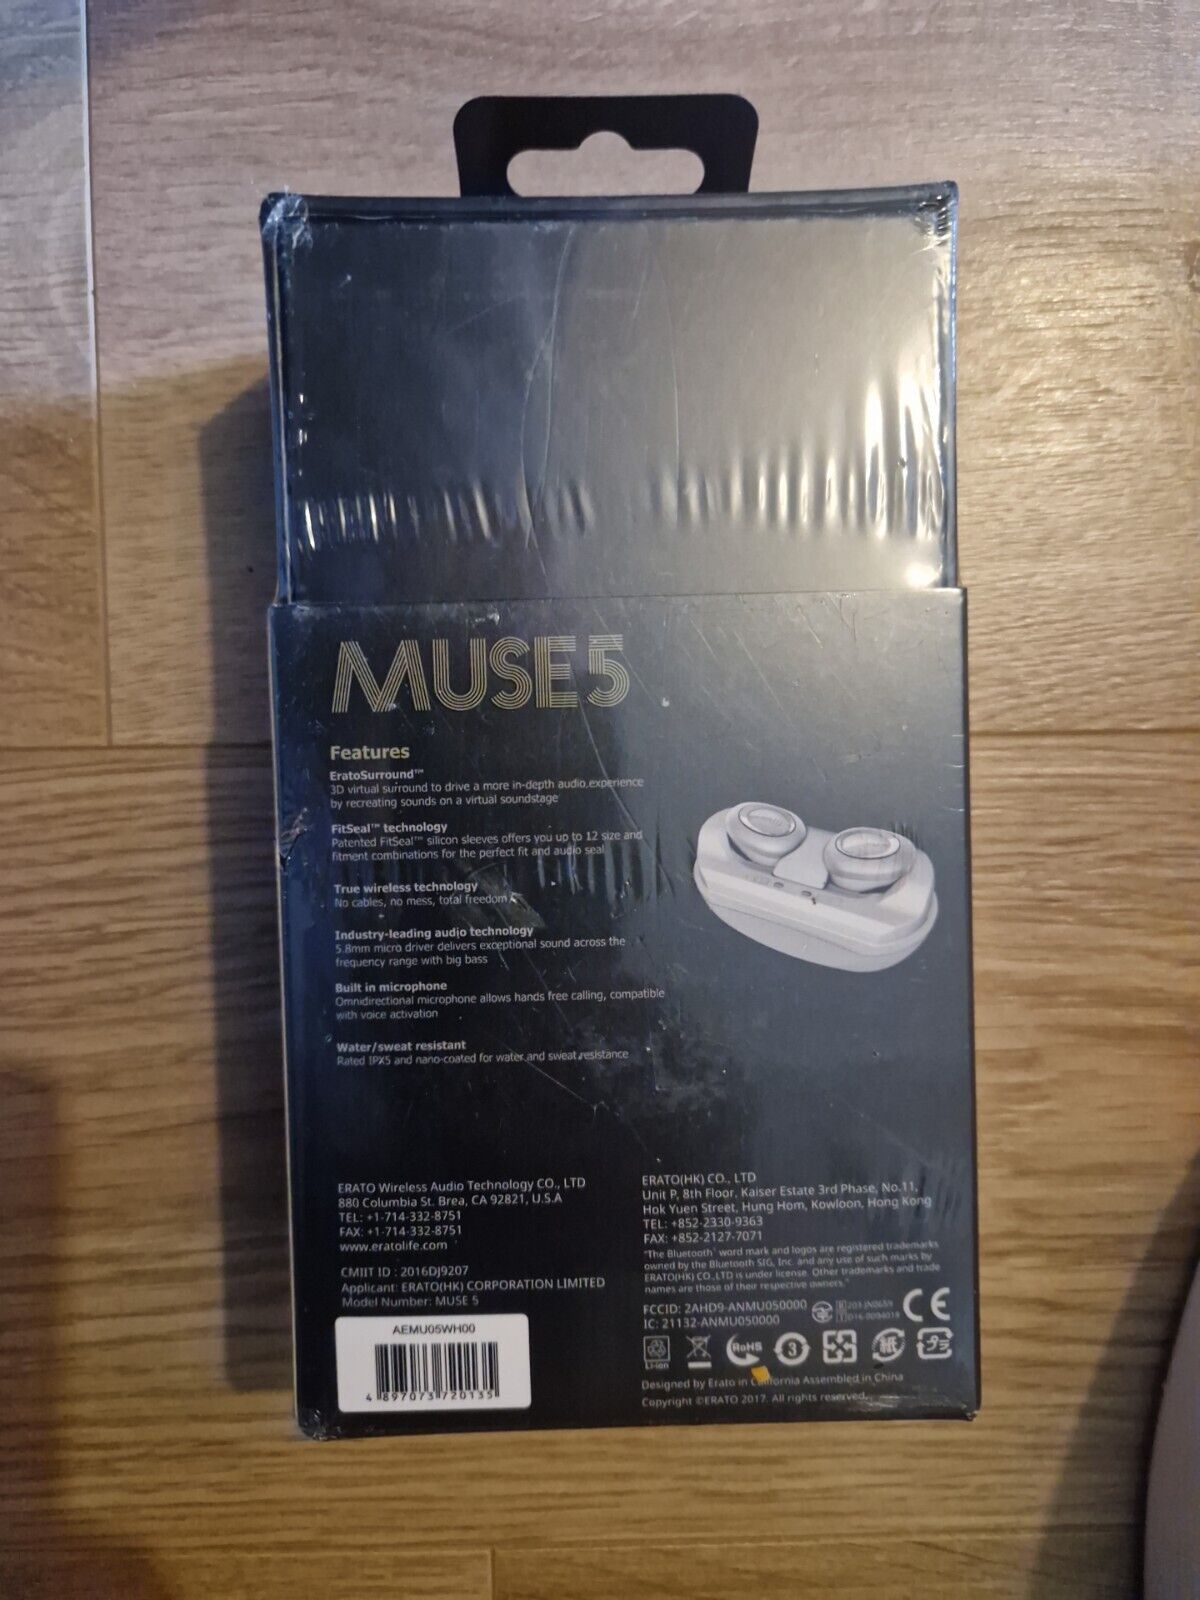 MUSE5
Features
EratoSurround™
3D virtual surround to drive a more in-depth audio experience
by recreating sounds on a virtual soundstage
FitSeal™ technology
Patented FitSeal™ silicon sleeves offers you up to 12 size and
fitment combinations for the perfect fit and audio seal
True wireless technology
No cables, no mess, total freedom
Industry-leading audio technology
5.8mm micro driver delivers exceptional sound across the
frequency range with big bass
Built in microphone
Omnidirectional microphone allows hands free calling, compatible
with voice activation
Water/sweat resistant
Rated IPX5 and nano-coated for water and sweat resistance
ERATO Wireless Audio Technology CO., LTD
880 Columbia St. Brea, CA 92821, U.S.A
TEL: +1-714-332-8751
FAX: +1-714-332-8751
www.eratolife.com
CMIIT ID : 2016DJ9207
Applicant: ERATO(HK) CORPORATION LIMITED
Model Number: MUSE 5
AEMU05WH00
4 897073 720135
ERATO(HK) CO., LTD
Unit P, 8th Floor, Kaiser Estate 3rd Phase, No.11,
Hok Yuen Street, Hung Hom, Kowloon, Hong Kong
TEL: +852-2330-9363
FAX: +852-2127-7071
"The Bluetooth® word mark and logos are registered trademarks
owned by the Bluetooth SIG, Inc. and any use of such marks by
ERATO(HK) CO.,LTD is under license. Other trademarks and trade
names are those of their respective owners."
FCCID: 2AHD9-ANMU050000
IC: 21132-ANMU050000
CE
Li-ion
RoHS
3
紙
プラ
Designed by Erato in California Assembled in China
Copyright ©ERATO 2017. All rights reserved.